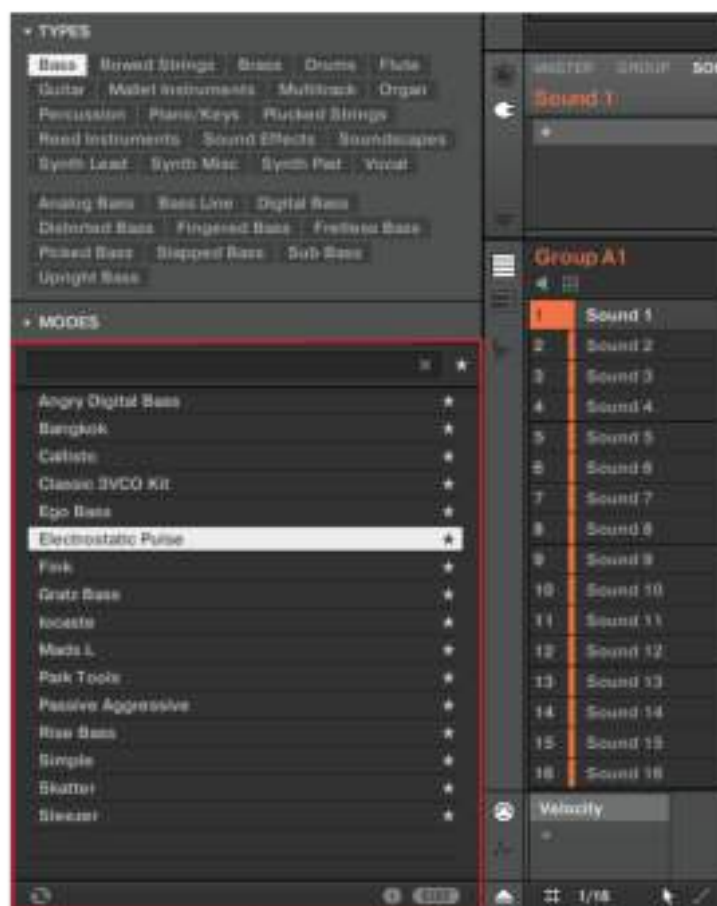 TYPES
Bass Bowed Strings Brass Drums Flute
Guitar Mallet Instruments Multitrack Organ
Percussion Piano/Keys Plucked Strings
Reed Instruments Sound Effects Soundscapes
Synth Lead Synth Misc Synth Pad Vocal
Analog Bass Bass Line Digital Bass
Distorted Bass Fingered Bass Fretless Bass
Picked Bass Slapped Bass Sub Bass
Upright Bass
MODES
Angry Digital Bass
Bangkok
Callisto
Classic 3VCO Kit
Ego Bass
Electrostatic Pulse
Fink
Gratz Bass
Iocaste
Mads L
Park Tools
Passive Aggressive
Rise Bass
Simple
Skatter
Sleezer
EDIT
MASTER GROUP SOU
Sound 1
Group A1
1 Sound 1
2 Sound 2
3 Sound 3
4 Sound 4
5 Sound 5
6 Sound 6
7 Sound 7
8 Sound 8
9 Sound 9
10 Sound 10
11 Sound 11
12 Sound 12
13 Sound 13
14 Sound 14
15 Sound 15
16 Sound 16
Velocity
1/16